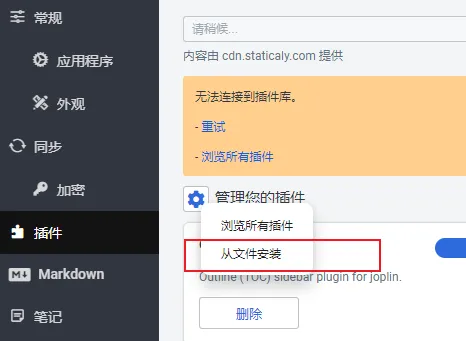 常规
应用程序
外观
同步
加密
插件
Markdown
笔记
请稍候...
内容由 cdn.staticaly.com 提供
无法连接到插件库。
- 重试
- 浏览所有插件
管理您的插件
浏览所有插件
从文件安装
Outline (TOC) sidebar plugin for joplin.
删除